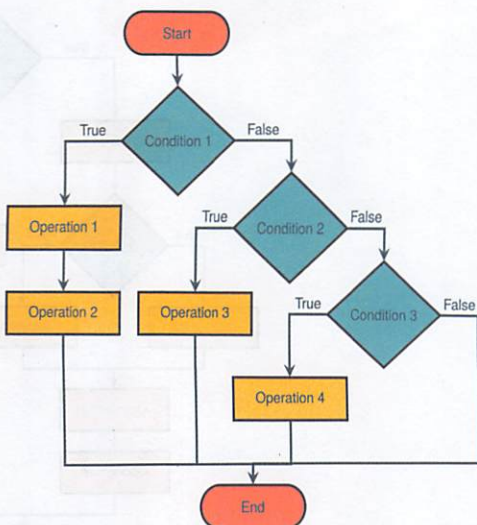 Start
True
Condition 1
False
Operation 1
True
Condition 2
False
Operation 2
Operation 3
True
Condition 3
False
Operation 4
End